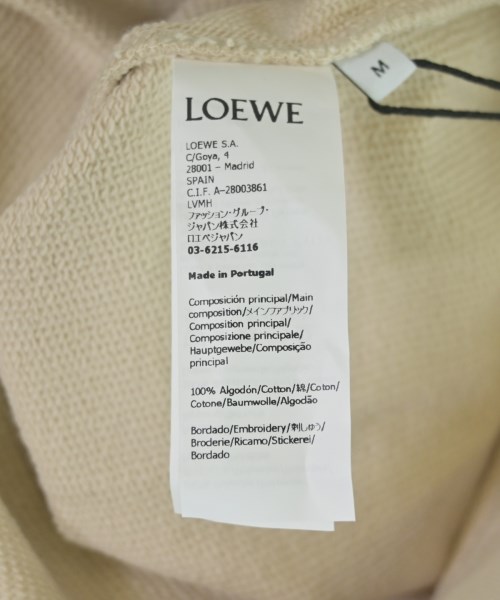 M
LOEWE
LOEWE S.A.
C/Goya, 4
28001 - Madrid
SPAIN
C.I.F. A-28003861
LVMH
ファッション・グループ・
ジャパン株式会社
ロエベジャパン
03-6215-6116
Made in Portugal
Composición principal/Main
composition/メインファブリック/
Composition principal/
Composizione principale/
Hauptgewebe/Composição
principal
100% Algodón/Cotton/綿/Coton/
Cotone/Baumwolle/Algodão
Bordado/Embroidery/刺しゅう/
Broderie/Ricamo/Stickerei/
Bordado